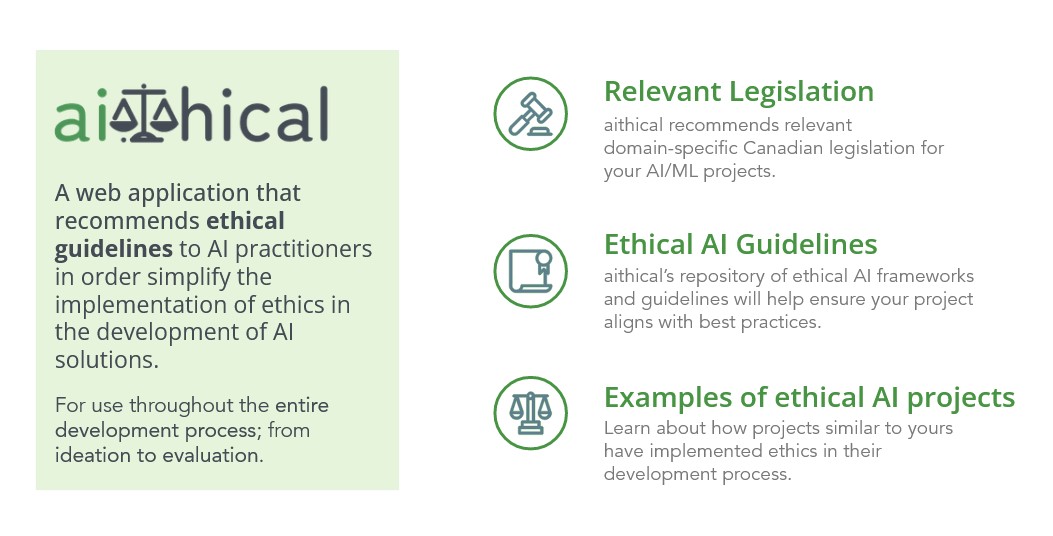 aithical
A web application that
recommends ethical
guidelines to AI practitioners
in order simplify the
implementation of ethics in
the development of AI
solutions.
For use throughout the entire
development process; from
ideation to evaluation.
Relevant Legislation
aithical recommends relevant
domain-specific Canadian legislation for
your AI/ML projects.
Ethical AI Guidelines
aithical’s repository of ethical AI frameworks
and guidelines will help ensure your project
aligns with best practices.
Examples of ethical AI projects
Learn about how projects similar to yours
have implemented ethics in their
development process.